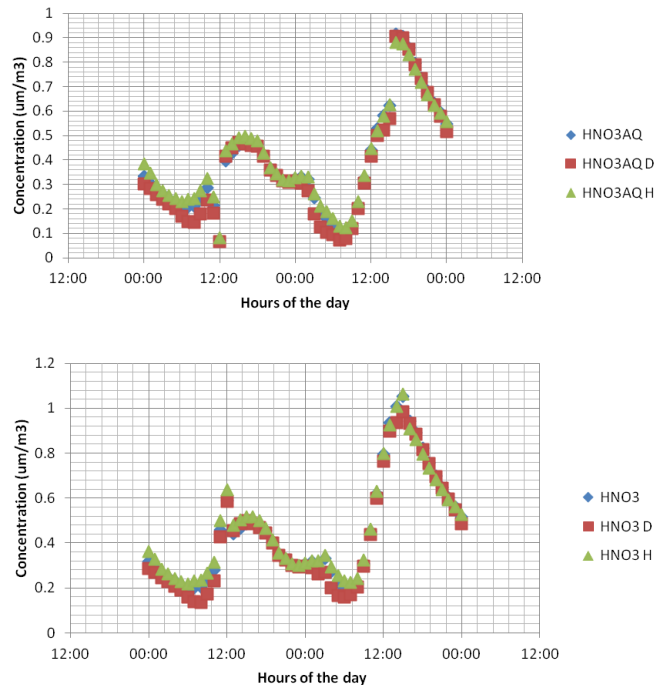 1
0.9
0.8
0.7
0.6
0.5
0.4
0.3
0.2
0.1
0
Concentration (um/m3)
12:00 00:00 12:00 00:00 12:00 00:00 12:00
Hours of the day
HNO3AQ
HNO3AQ D
HNO3AQ H
1.2
1
0.8
0.6
0.4
0.2
0
Concentration (um/m3)
12:00 00:00 12:00 00:00 12:00 00:00 12:00
Hours of the day
HNO3
HNO3 D
HNO3 H